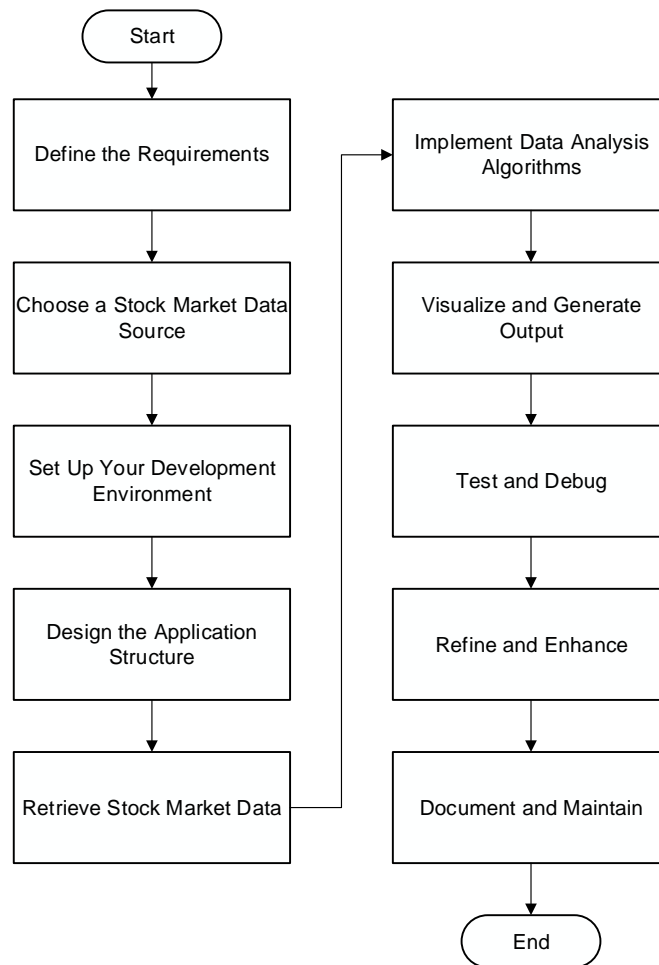 Start
Define the Requirements
Choose a Stock Market Data
Source
Set Up Your Development
Environment
Design the Application
Structure
Retrieve Stock Market Data
Implement Data Analysis
Algorithms
Visualize and Generate
Output
Test and Debug
Refine and Enhance
Document and Maintain
End